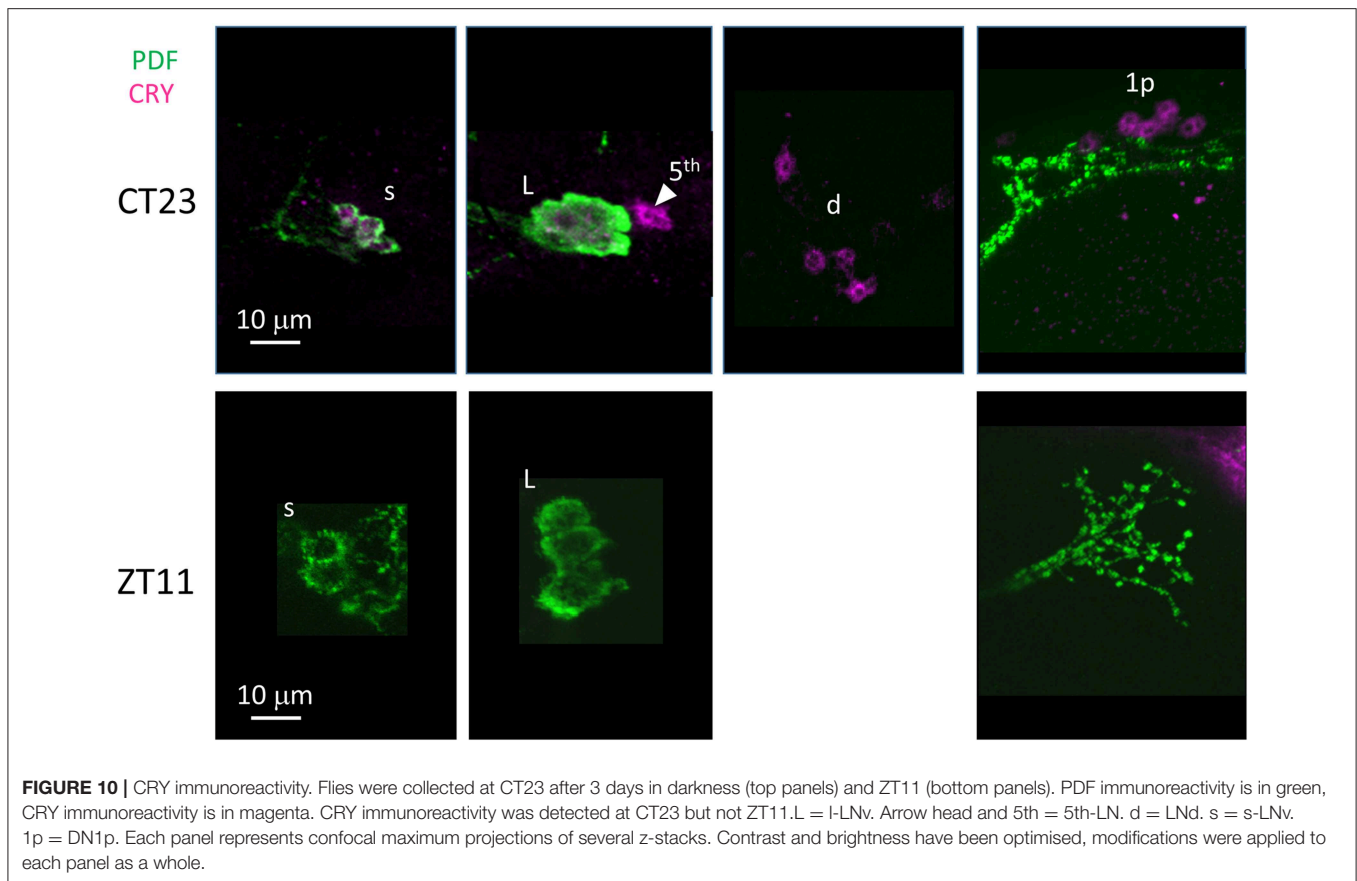 PDF
CRY
CT23
s
10 μm
L
5th
d
1p
ZT11
s
10 μm
L
FIGURE 10 | CRY immunoreactivity. Flies were collected at CT23 after 3 days in darkness (top panels) and ZT11 (bottom panels). PDF immunoreactivity is in green,
CRY immunoreactivity is in magenta. CRY immunoreactivity was detected at CT23 but not ZT11.L = l-LNv. Arrow head and 5th = 5th-LN. d = LNd. s = s-LNv.
1p = DN1p. Each panel represents confocal maximum projections of several z-stacks. Contrast and brightness have been optimised, modifications were applied to
each panel as a whole.